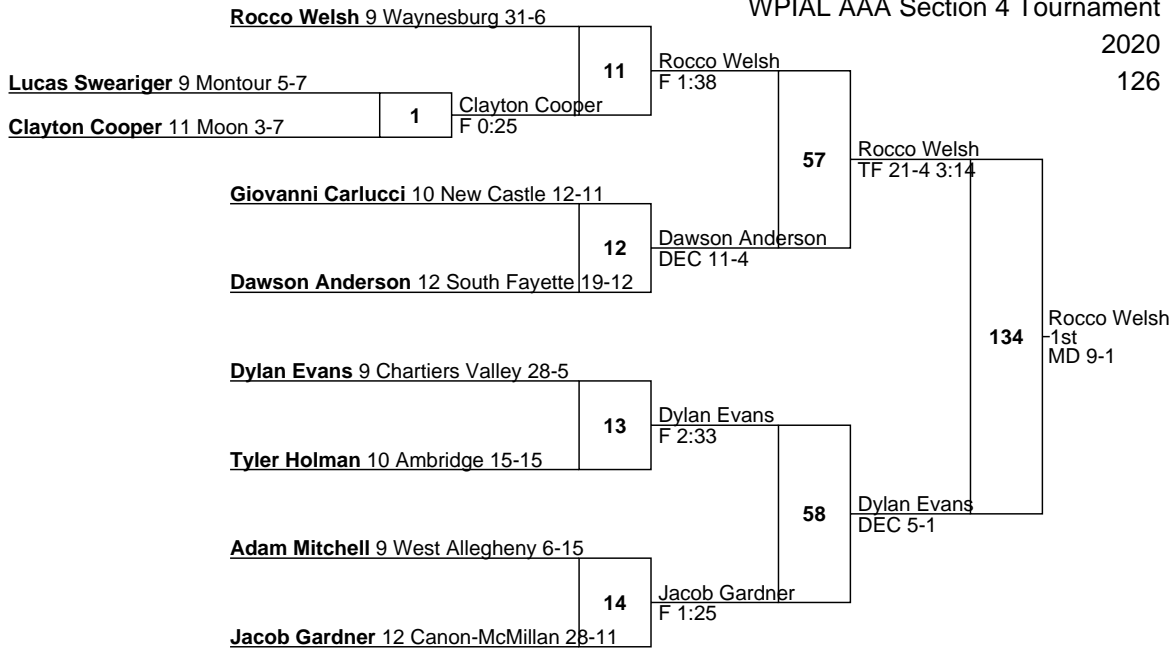 WPIAL AAA Section 4 Tournament
2020
126
Rocco Welsh 9 Waynesburg 31-6
Lucas Sweariger 9 Montour 5-7
Clayton Cooper 11 Moon 3-7
1
Clayton Cooper
F 0:25
11
Rocco Welsh
F 1:38
Giovanni Carlucci 10 New Castle 12-11
Dawson Anderson 12 South Fayette 19-12
12
Dawson Anderson
DEC 11-4
57
Rocco Welsh
TF 21-4 3:14
Dylan Evans 9 Chartiers Valley 28-5
Tyler Holman 10 Ambridge 15-15
13
Dylan Evans
F 2:33
Adam Mitchell 9 West Allegheny 6-15
Jacob Gardner 12 Canon-McMillan 28-11
14
Jacob Gardner
F 1:25
58
Dylan Evans
DEC 5-1
134
Rocco Welsh
1st
MD 9-1